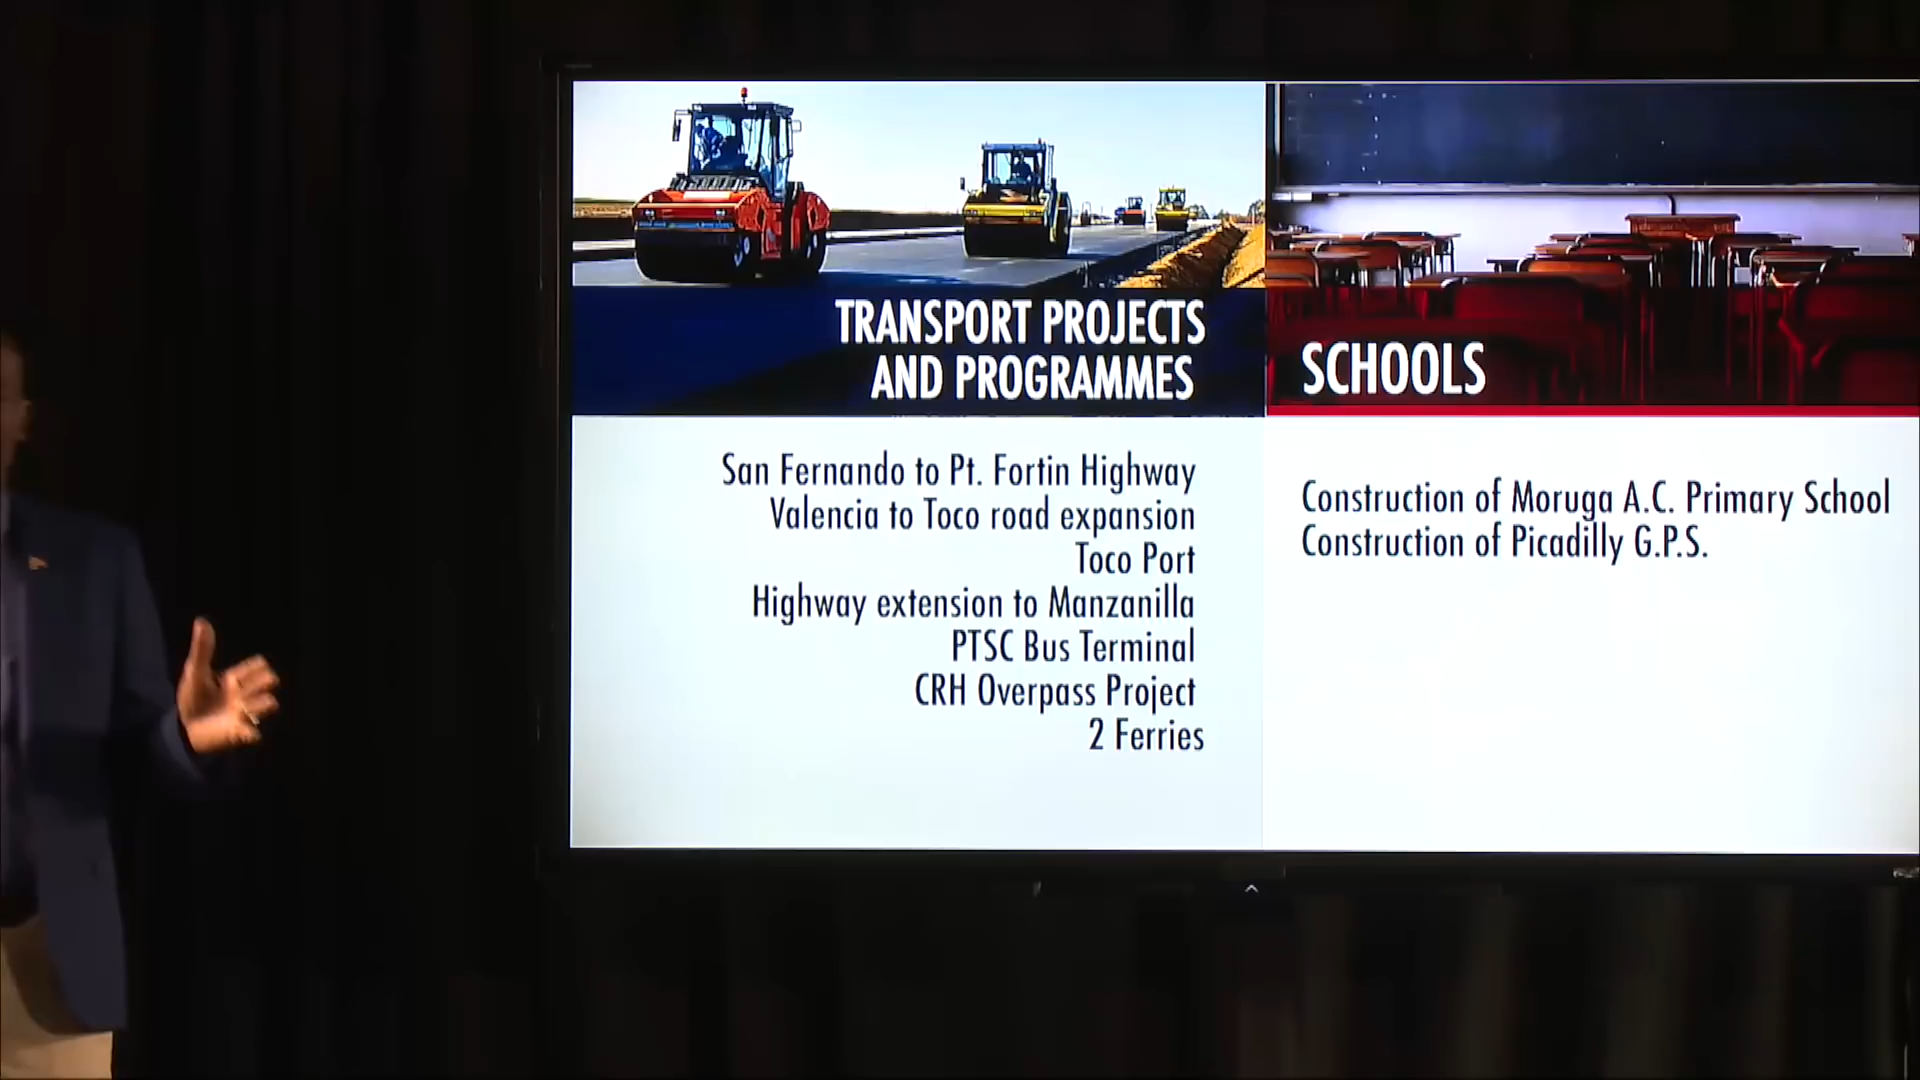 TRANSPORT PROJECTS
AND PROGRAMMES
San Fernando to Pt. Fortin Highway
Valencia to Toco road expansion
Toco Port
Highway extension to Manzanilla
PTSC Bus Terminal
CRH Overpass Project
2 Ferries
SCHOOLS
Construction of Moruga A.C. Primary School
Construction of Picadilly G.P.S.